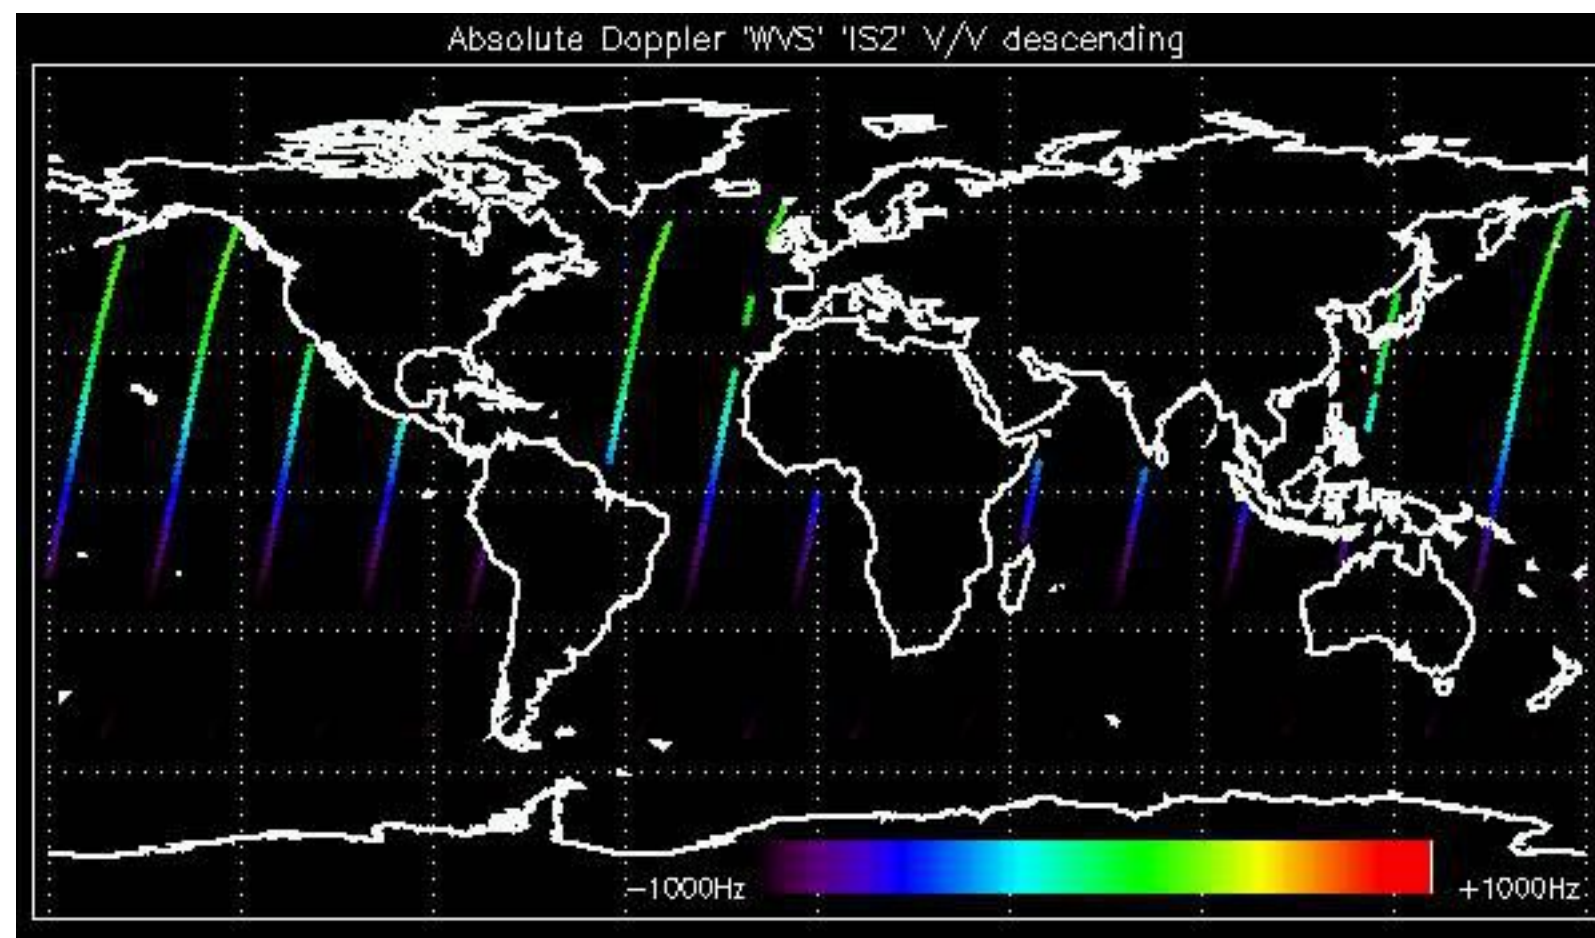 Absolute Doppler 'WVS' 'IS2' V/V descending
-1000Hz +1000Hz